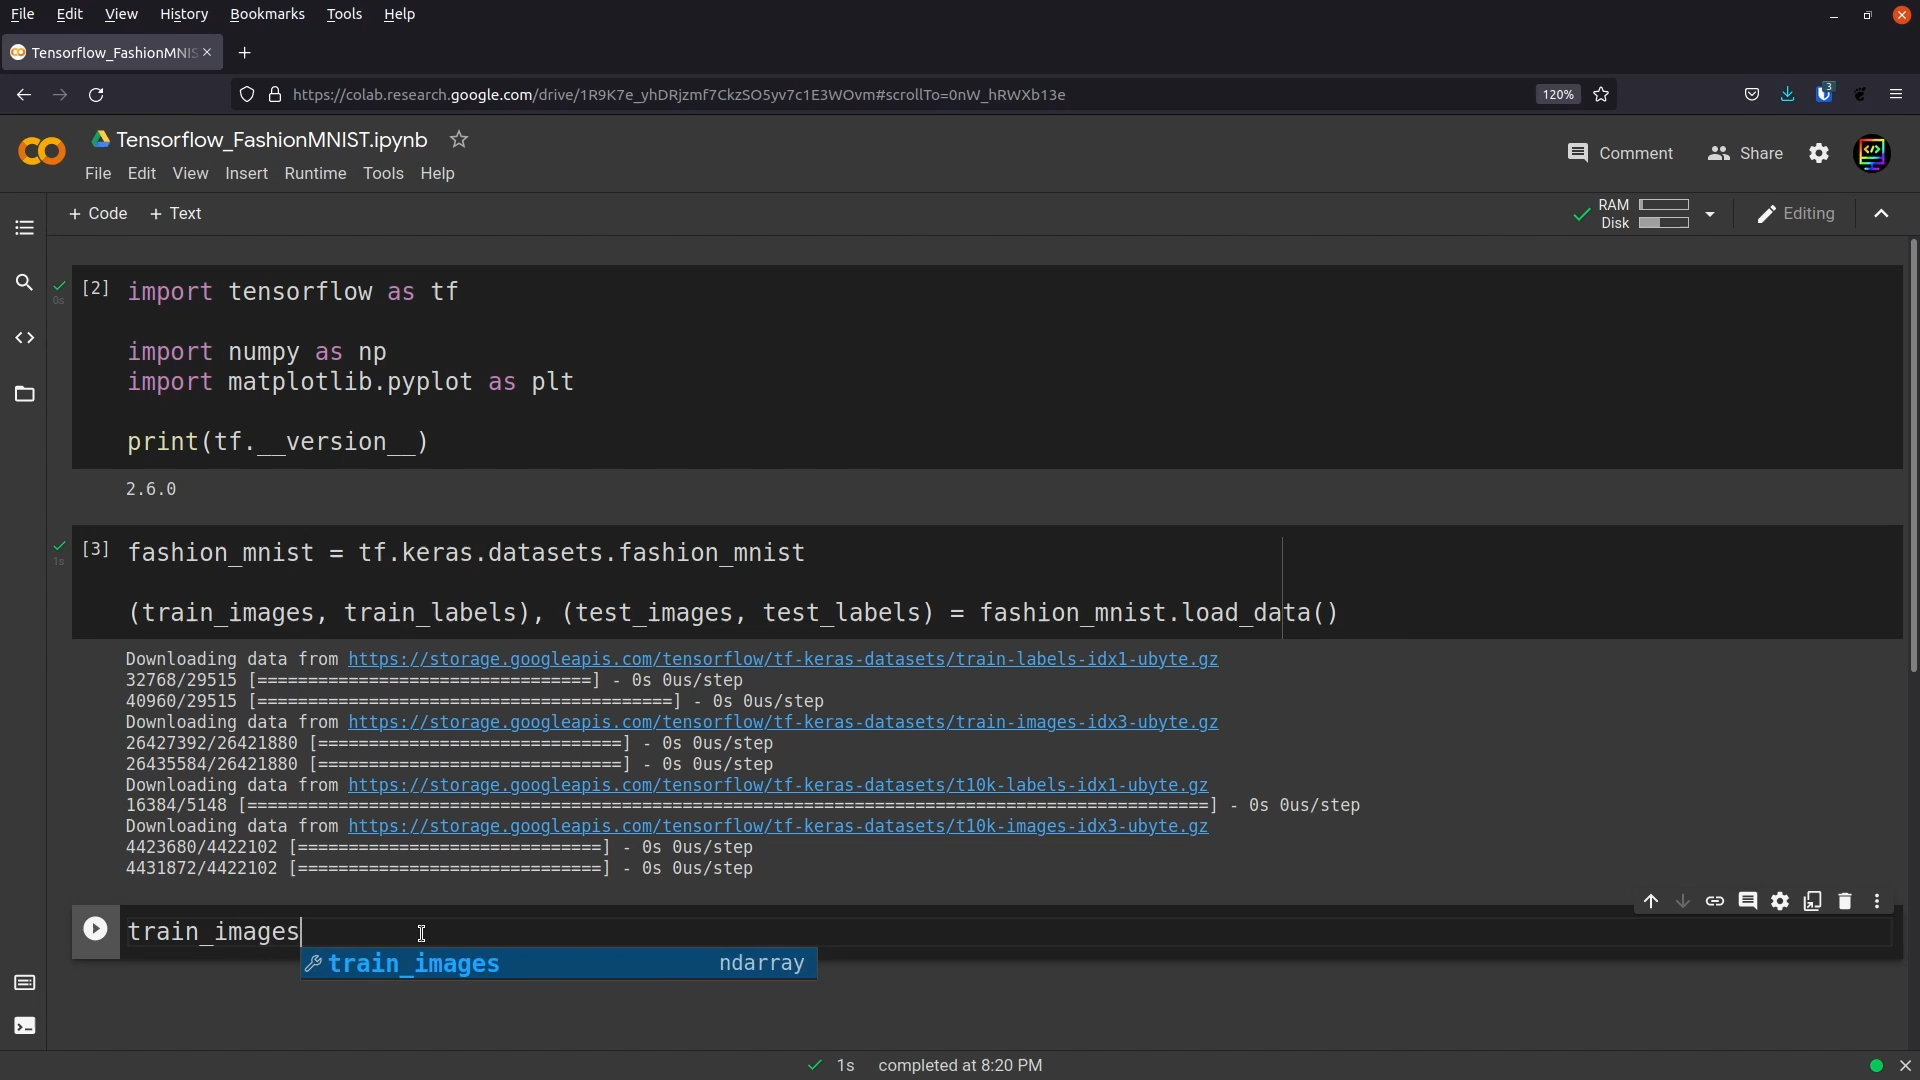 File Edit View History Bookmarks Tools Help
Tensorflow_FashionMNIS
https://colab.research.google.com/drive/1R9K7e_yhDRjzmf7CkzSO5yv7c1E3WOvm#scrollTo=0nW_hRWXb13e 120% 3
Tensorflow_FashionMNIST.ipynb
Comment Share
File Edit View Insert Runtime Tools Help
+ Code + Text
RAM
Disk
Editing
[2] import tensorflow as tf
0s
import numpy as np
import matplotlib.pyplot as plt
print(tf.__version__)
2.6.0
[3] fashion_mnist = tf.keras.datasets.fashion_mnist
1s
(train_images, train_labels), (test_images, test_labels) = fashion_mnist.load_data()
Downloading data from https://storage.googleapis.com/tensorflow/tf-keras-datasets/train-labels-idx1-ubyte.gz
32768/29515 [=================================] - 0s 0us/step
40960/29515 [=========================================] - 0s 0us/step
Downloading data from https://storage.googleapis.com/tensorflow/tf-keras-datasets/train-images-idx3-ubyte.gz
26427392/26421880 [==============================] - 0s 0us/step
26435584/26421880 [==============================] - 0s 0us/step
Downloading data from https://storage.googleapis.com/tensorflow/tf-keras-datasets/t10k-labels-idx1-ubyte.gz
16384/5148 [===============================================================================================] - 0s 0us/step
Downloading data from https://storage.googleapis.com/tensorflow/tf-keras-datasets/t10k-images-idx3-ubyte.gz
4423680/4422102 [==============================] - 0s 0us/step
4431872/4422102 [==============================] - 0s 0us/step
train_images
train_images ndarray
1s completed at 8:20 PM